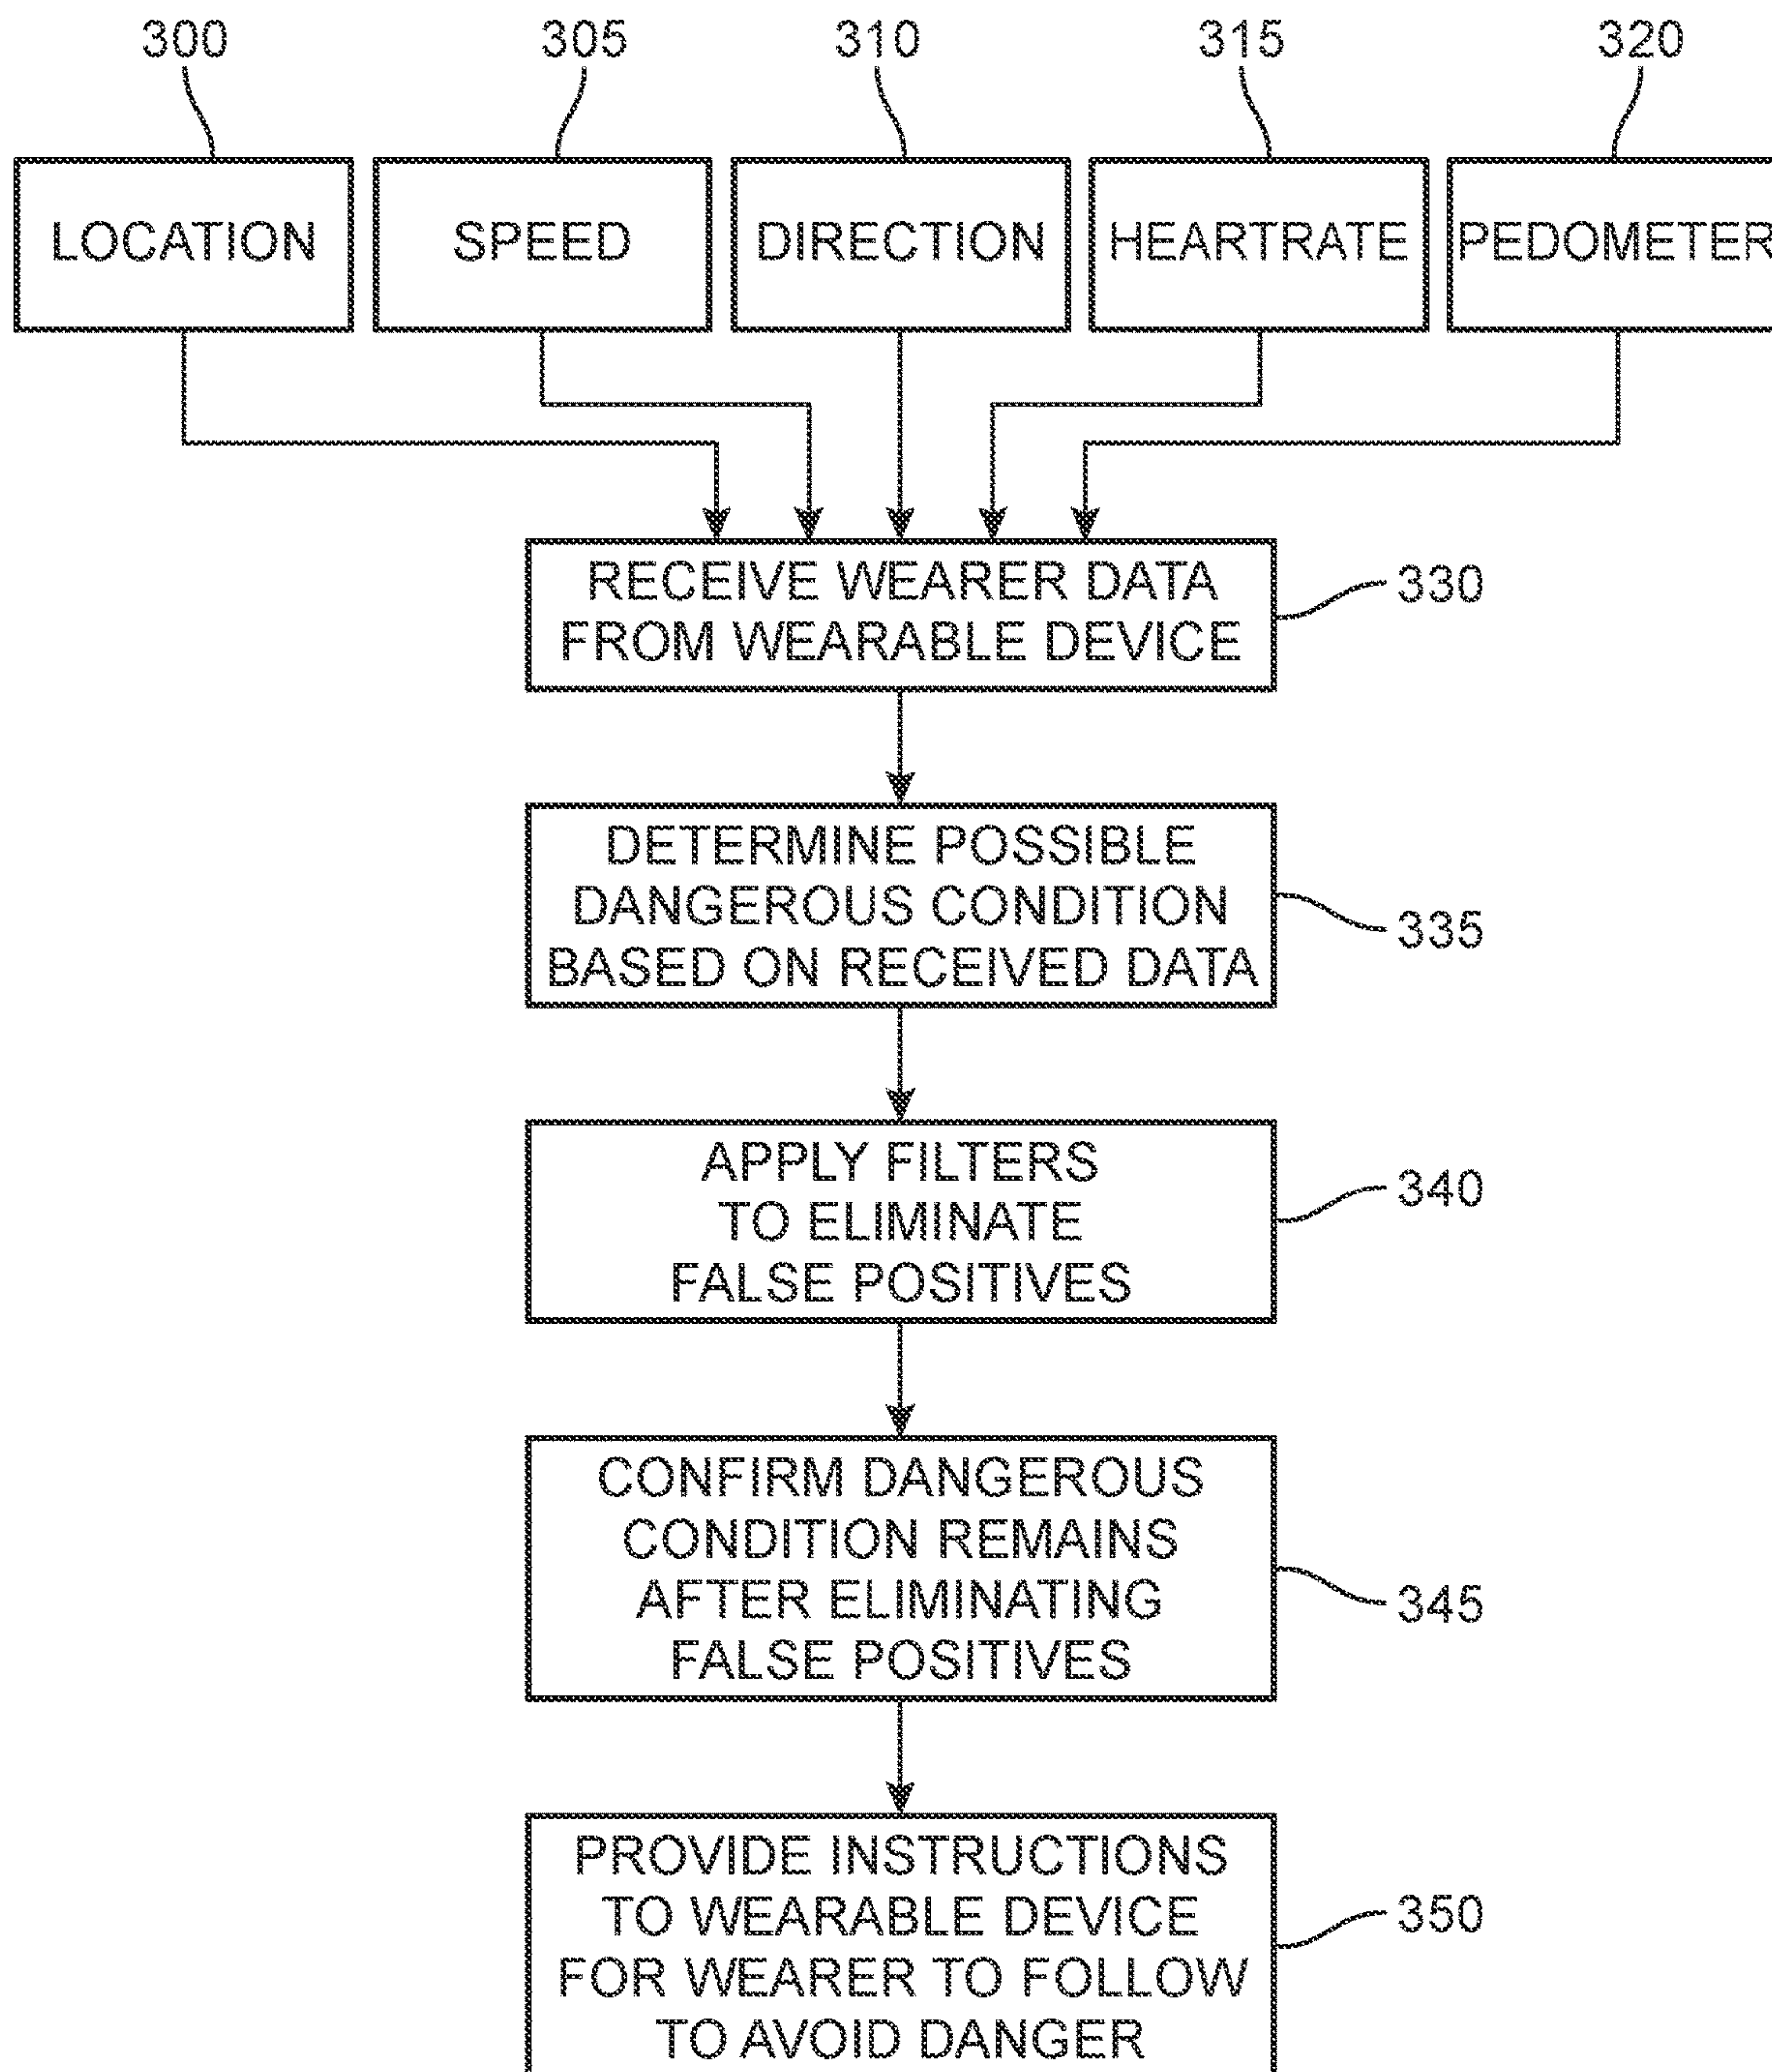 300 305 310 315 320
LOCATION SPEED DIRECTION HEARTRATE PEDOMETER
RECEIVE WEARER DATA
FROM WEARABLE DEVICE
330
DETERMINE POSSIBLE
DANGEROUS CONDITION
BASED ON RECEIVED DATA
335
APPLY FILTERS
TO ELIMINATE
FALSE POSITIVES
340
CONFIRM DANGEROUS
CONDITION REMAINS
AFTER ELIMINATING
FALSE POSITIVES
345
PROVIDE INSTRUCTIONS
TO WEARABLE DEVICE
FOR WEARER TO FOLLOW
TO AVOID DANGER
350